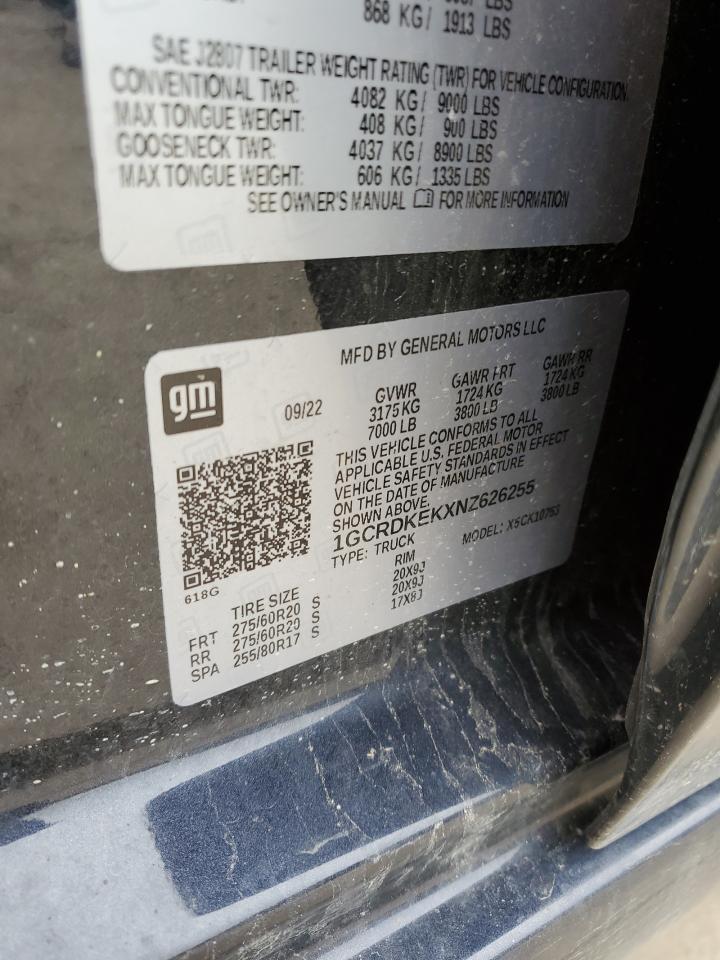 868 KG / 1913 LBS
SAE J2807 TRAILER WEIGHT RATING (TWR) FOR VEHICLE CONFIGURATION
CONVENTIONAL TWR: 4082 KG / 9000 LBS
MAX TONGUE WEIGHT: 408 KG / 900 LBS
GOOSENECK TWR: 4037 KG / 8900 LBS
MAX TONGUE WEIGHT: 606 KG / 1335 LBS
SEE OWNER'S MANUAL FOR MORE INFORMATION
gm
MFD BY GENERAL MOTORS LLC
09/22
GVWR GAWR FRT GAWR RR
3175 KG 1724 KG 1724 KG
7000 LB 3800 LB 3800 LB
THIS VEHICLE CONFORMS TO ALL
APPLICABLE U.S. FEDERAL MOTOR
VEHICLE SAFETY STANDARDS IN EFFECT
ON THE DATE OF MANUFACTURE
SHOWN ABOVE.
1GCRDKEKXNZ626255
TYPE: TRUCK MODEL:
618G
TIRE SIZE RIM
FRT 275/60R20 S 20X9J
RR 275/60R20 S 20X9J
SPA 255/80R17 S 17X8J